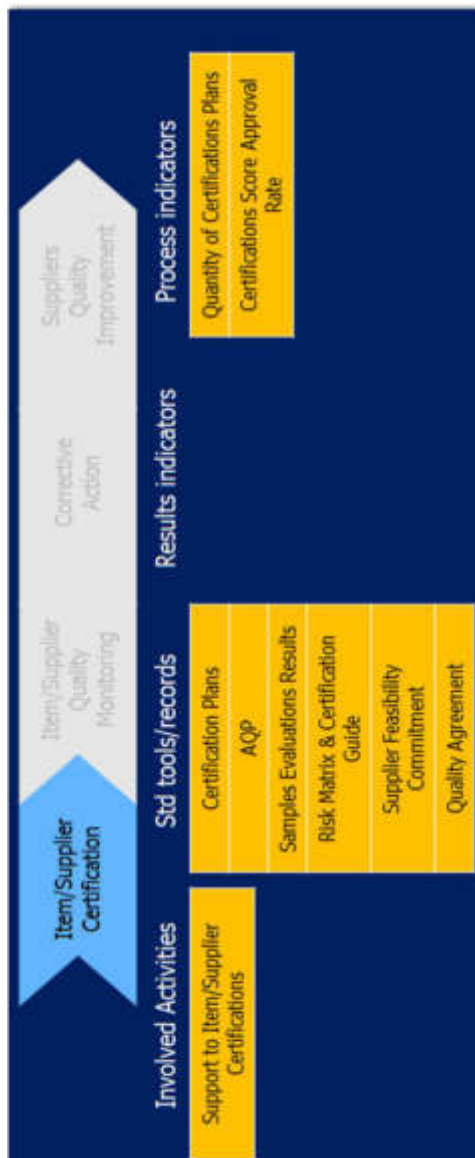 Item/Supplier
Certification
Item/Supplier
Quality
Monitoring
Corrective
Action
Suppliers
Quality
Improvement
Involved Activities
Support to Item/Supplier
Certifications
Std tools/records
Certification Plans
AQP
Samples Evaluations Results
Risk Matrix & Certification
Guide
Supplier Feasibility
Commitment
Quality Agreement
Results indicators
Process indicators
Quantity of Certifications Plans
Certifications Score Approval
Rate